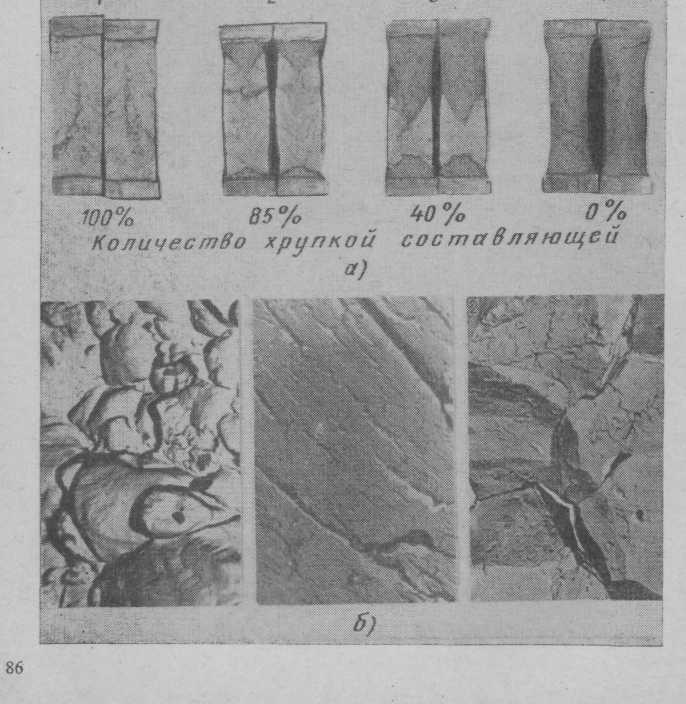 100% 85% 40% 0%
Количество хрупкой составляющей
а)
б)
86